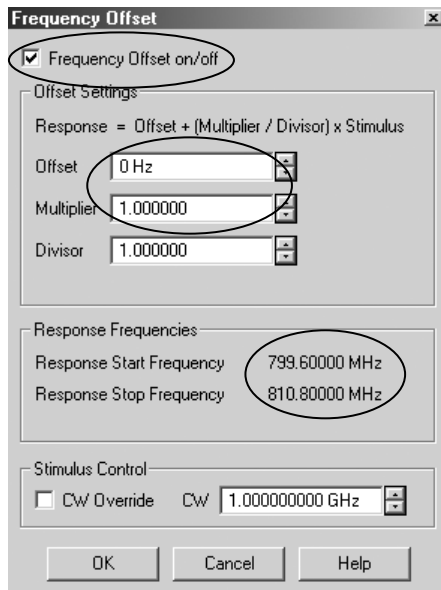 Frequency Offset
Frequency Offset on/off
Offset Settings
Response = Offset + (Multiplier / Divisor) x Stimulus
Offset 0 Hz
Multiplier 1.000000
Divisor 1.000000
Response Frequencies
Response Start Frequency 799.60000 MHz
Response Stop Frequency 810.80000 MHz
Stimulus Control
CW Override CW 1.000000000 GHz
OK Cancel Help